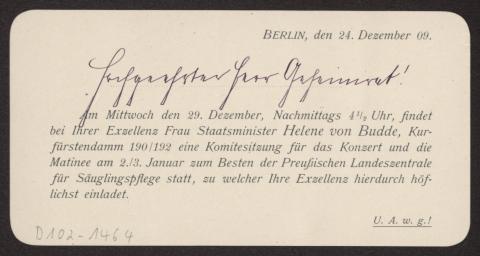 BERLIN, den 24. Dezember 09.
Hochgeehrter Herr Geheimrat!
Am Mittwoch den 29. Dezember, Nachmittags 4½ Uhr, findet
bei Ihrer Exzellenz Frau Staatsminister Helene von Budde, Kur-
fürstendamm 190/192 eine Komitesitzung für das Konzert und die
Matinee am 2./3. Januar zum Besten der Preußischen Landeszentrale
für Säuglingspflege statt, zu welcher Ihre Exzellenz hierdurch höf-
lichst einladet.
U. A. w. g.!
D102-1464